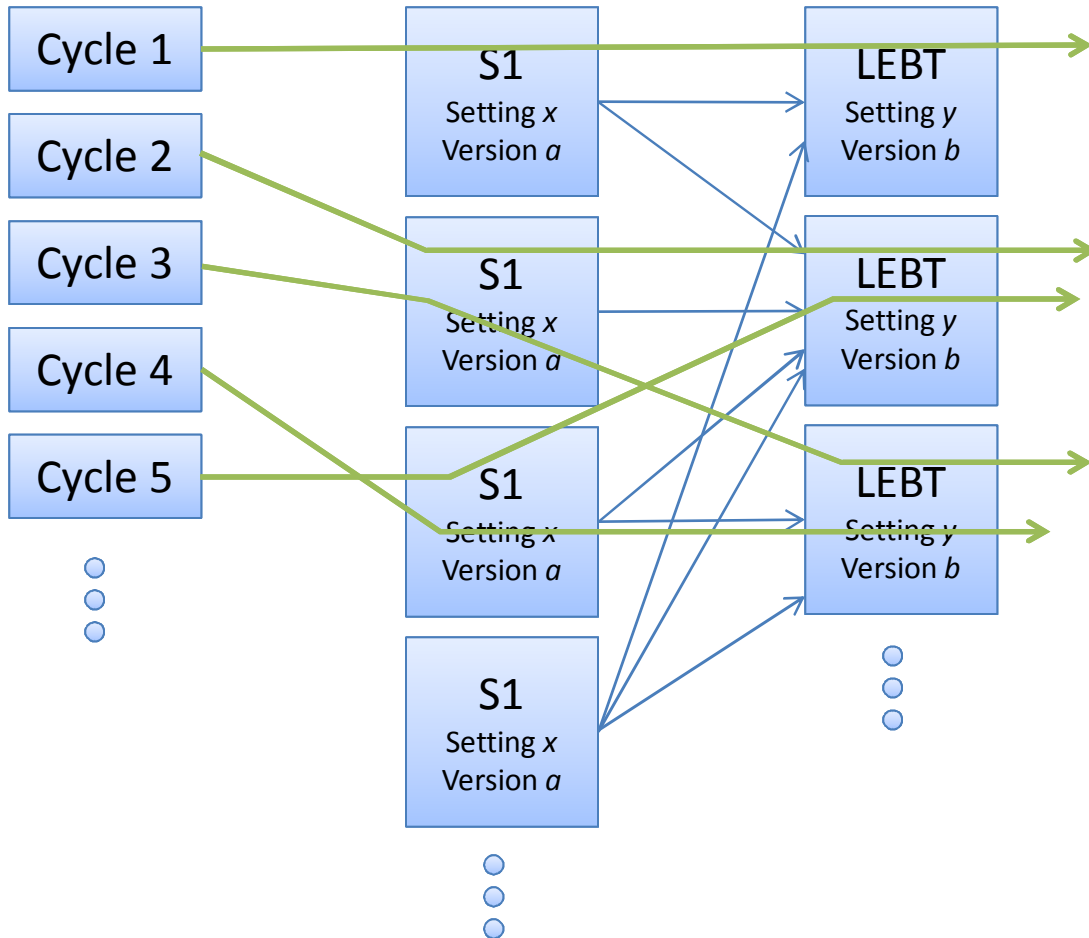 Cycle 1
Cycle 2
Cycle 3
Cycle 4
Cycle 5
S1
Setting x
Version a
S1
Setting x
Version a
S1
Setting x
Version a
S1
Setting x
Version a
LEBT
Setting y
Version b
LEBT
Setting y
Version b
LEBT
Setting y
Version b